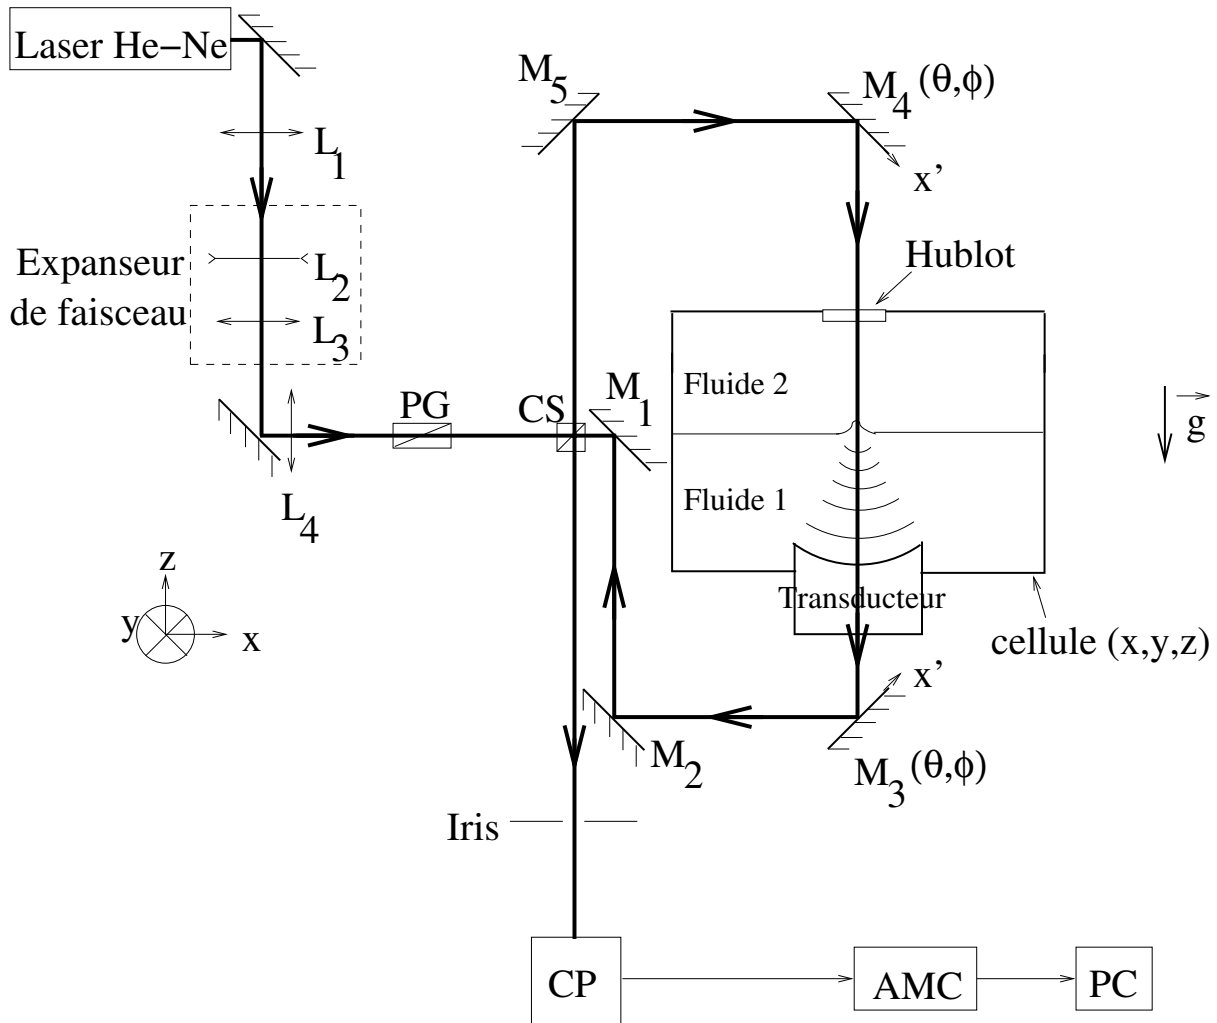 Laser He−Ne
M5
M4(θ,ϕ)
L1
x’
Expanseur
de faisceau
L2
L3
Hublot
Fluide 2
M1
PG
CS
g
L4
Fluide 1
z
y
x
Transducteur
cellule (x,y,z)
x’
M2
M3(θ,ϕ)
Iris
CP
AMC
PC